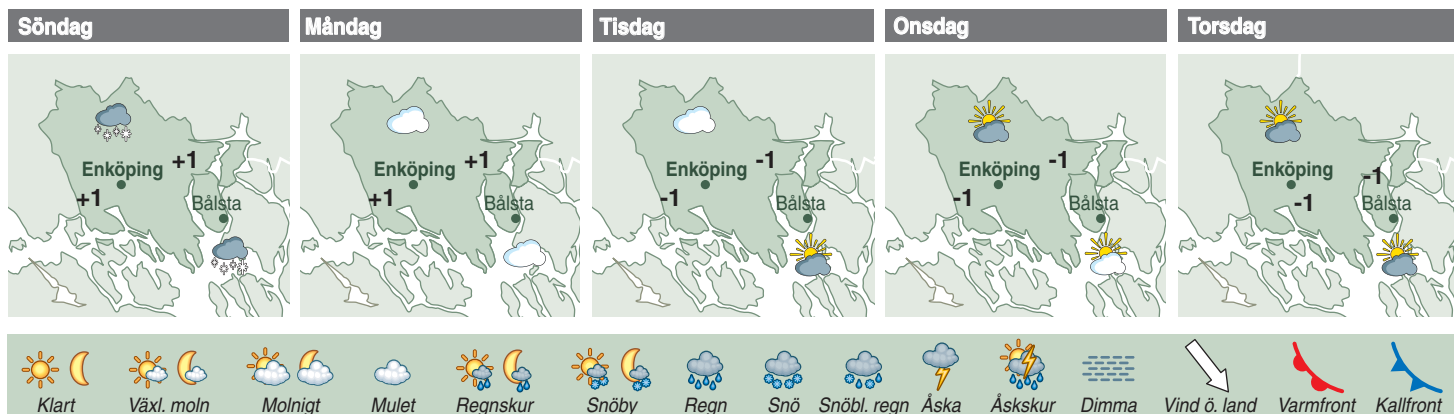 Söndag
Enköping
+1
+1
Bålsta
Måndag
Enköping
+1
+1
Bålsta
Tisdag
Enköping
-1
-1
Bålsta
Onsdag
Enköping
-1
-1
Bålsta
Torsdag
Enköping
-1
-1
Bålsta
Klart Växl. moln Molnigt Mulet Regnskur Snöby Regn Snö Snöbl. regn Åska Åskskur Dimma Vind ö. land Varmfront Kallfront